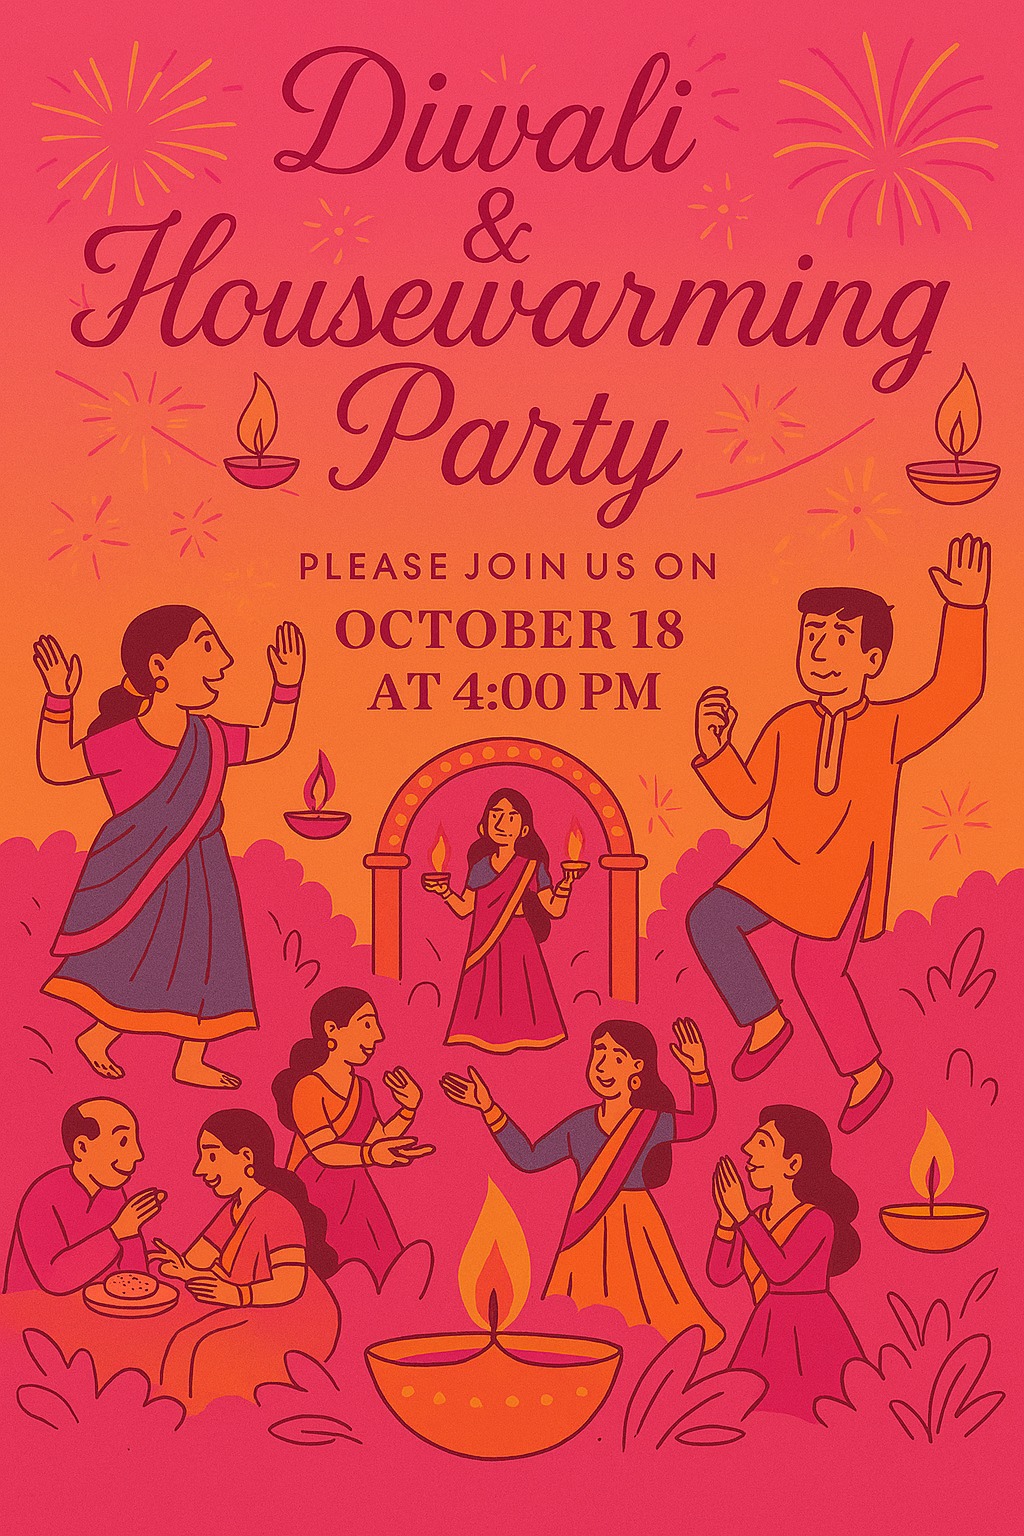 Diwali
&
Housewarming
Party
PLEASE JOIN US ON
OCTOBER 18
AT 4:00 PM